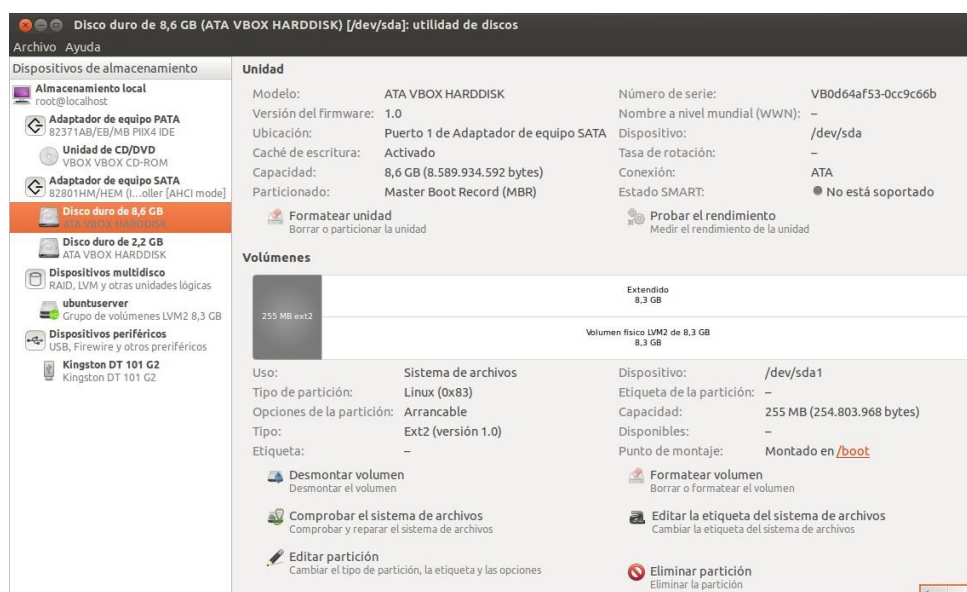 Disco duro de 8,6 GB (ATA VBOX HARDDISK) [/dev/sda]: utilidad de discos
Archivo Ayuda
Dispositivos de almacenamiento
Almacenamiento local
root@localhost
Adaptador de equipo PATA
82371AB/EB/MB PIIX4 IDE
Unidad de CD/DVD
VBOX VBOX CD-ROM
Adaptador de equipo SATA
82801HM/HEM (I...oller [AHCI mode]
Disco duro de 8,6 GB
ATA VBOX HARDDISK
Disco duro de 2,2 GB
ATA VBOX HARDDISK
Dispositivos multidisco
RAID, LVM y otras unidades lógicas
ubuntuserver
Grupo de volúmenes LVM2 8,3 GB
Dispositivos periféricos
USB, Firewire y otros preriféricos
Kingston DT 101 G2
Kingston DT 101 G2
Unidad
Modelo: ATA VBOX HARDDISK Número de serie: VB0d64af53-0cc9c66b
Versión del firmware: 1.0 Nombre a nivel mundial (WWN): –
Ubicación: Puerto 1 de Adaptador de equipo SATA Dispositivo: /dev/sda
Caché de escritura: Activado Tasa de rotación: –
Capacidad: 8,6 GB (8.589.934.592 bytes) Conexión: ATA
Particionado: Master Boot Record (MBR) Estado SMART: No está soportado
Formatear unidad Probar el rendimiento
Borrar o particionar la unidad Medir el rendimiento de la unidad
Volúmenes
255 MB ext2
Extendido
8,3 GB
Volumen físico LVM2 de 8,3 GB
8,3 GB
Uso: Sistema de archivos Dispositivo: /dev/sda1
Tipo de partición: Linux (0x83) Etiqueta de la partición: –
Opciones de la partición: Arrancable Capacidad: 255 MB (254.803.968 bytes)
Tipo: Ext2 (versión 1.0) Disponibles: –
Etiqueta: – Punto de montaje: Montado en /boot
Desmontar volumen Formatear volumen
Desmontar el volumen Borrar o formatear el volumen
Comprobar el sistema de archivos Editar la etiqueta del sistema de archivos
Comprobar y reparar el sistema de archivos Cambiar la etiqueta del sistema de archivos
Editar partición Eliminar partición
Cambiar el tipo de partición, la etiqueta y las opciones Eliminar la partición